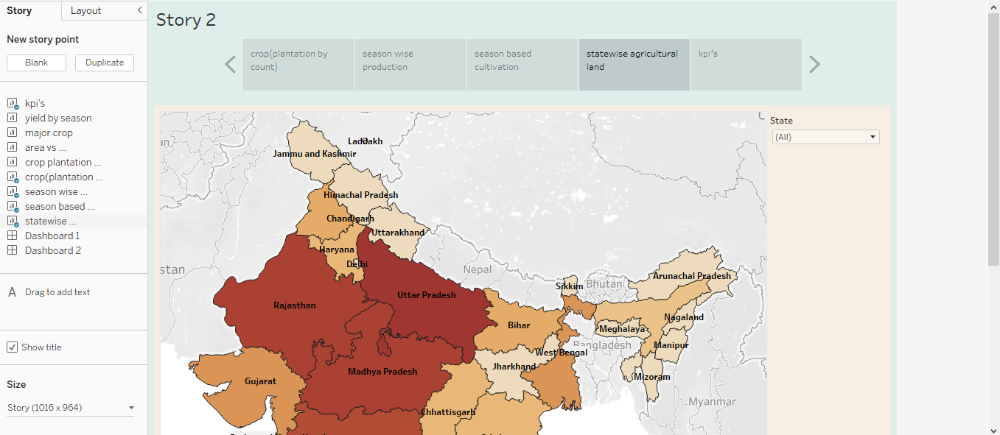 Story
Layout
New story point
Blank
Duplicate
kpi's
yield by season
major crop
area vs ...
crop plantation ...
crop(plantation ...
season wise ...
season based ...
statewise ...
Dashboard 1
Dashboard 2
A Drag to add text
Show title
Size
Story (1016 x 964)
Story 2
crop(plantation by
count)
season wise
production
season based
cultivation
statewise agricultural
land
kpi's
State
(All)
Laddakh
Jammu and Kashmir
Himachal Pradesh
Chandigarh
Uttarakhand
Haryana
Delhi
stan
Nepal
Sikkim
Bhutan
Arunachal Pradesh
Rajasthan
Uttar Pradesh
Bihar
Nagaland
Meghalaya
Bangladesh
Manipur
West Bengal
Jharkhand
Madhya Pradesh
Mizoram
Gujarat
Myanmar
Chhattisgarh